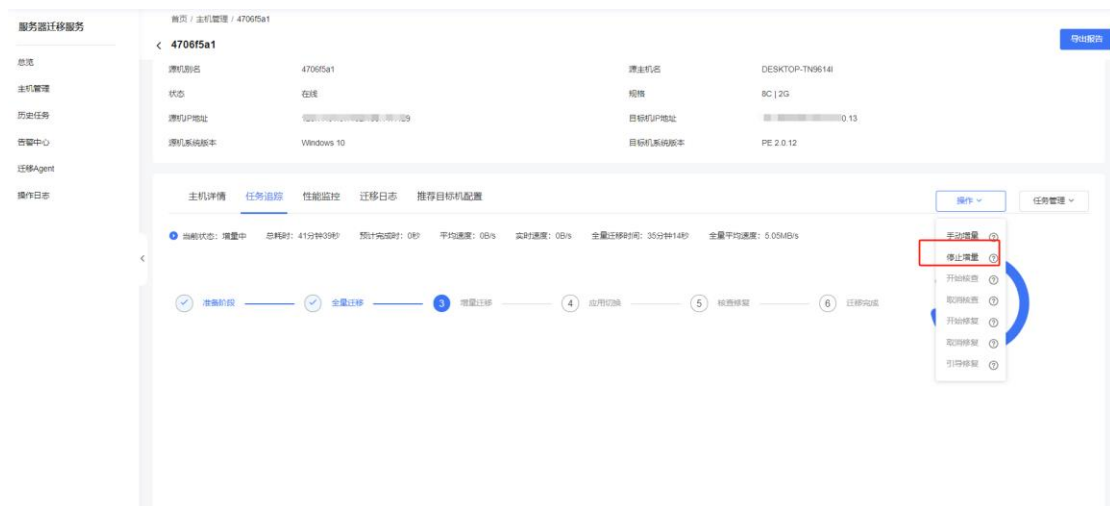 服务器迁移服务
首页 / 主机管理 / 4706f5a1
4706f5a1
导出报告
总览
主机管理
历史任务
告警中心
迁移Agent
操作日志
源机别名 4706f5a1 源主机名 DESKTOP-TN9614I
状态 在线 规格 8C | 2G
源机IP地址 目标机IP地址 0.13
源机系统版本 Windows 10 目标机系统版本 PE 2.0.12
主机详情 任务追踪 性能监控 迁移日志 推荐目标机配置 操作 任务管理
当前状态：增量中 总耗时：41分钟39秒 预计完成时：0秒 平均速度：0B/s 实时速度：0B/s 全量迁移时间：35分钟14秒 全量平均速度：5.05MB/s
准备阶段 全量迁移 3 增量迁移 4 应用切换 5 核查修复 6 迁移完成
手动增量
停止增量
开始核查
取消核查
开始修复
取消修复
引导修复